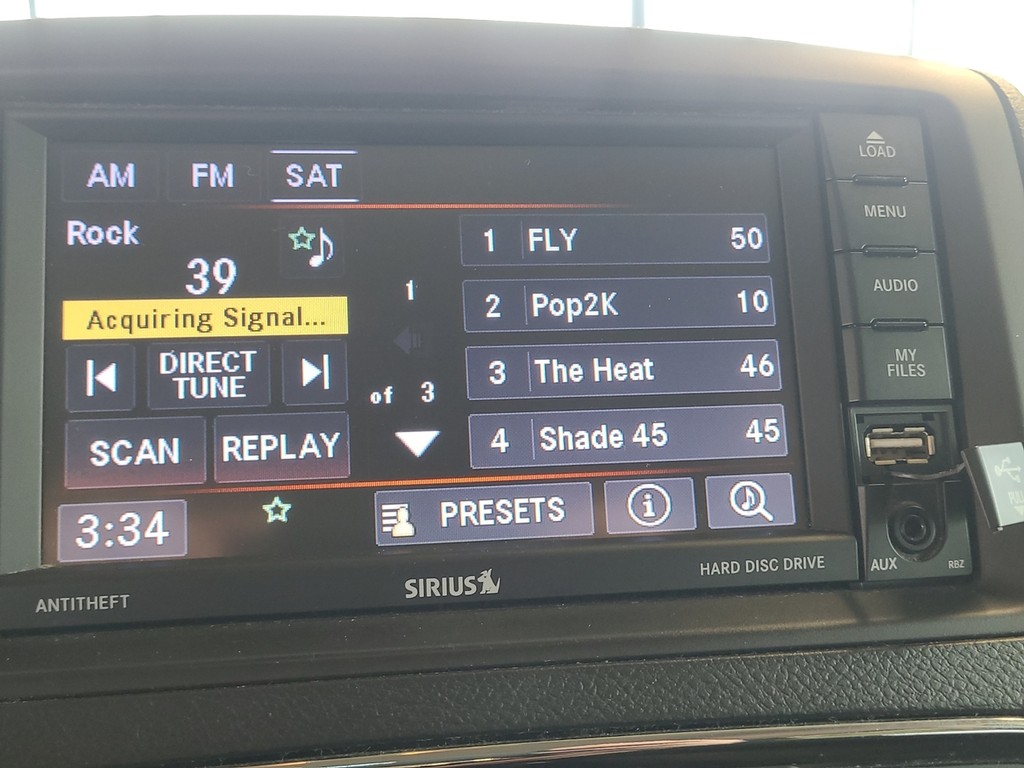 AM FM SAT
Rock
39
Acquiring Signal...
DIRECT
TUNE
SCAN REPLAY
1
of 3
1 FLY 50
2 Pop2K 10
3 The Heat 46
4 Shade 45 45
3:34
PRESETS
i
LOAD
MENU
AUDIO
MY
FILES
AUX
RBZ
ANTITHEFT
SIRIUS
HARD DISC DRIVE